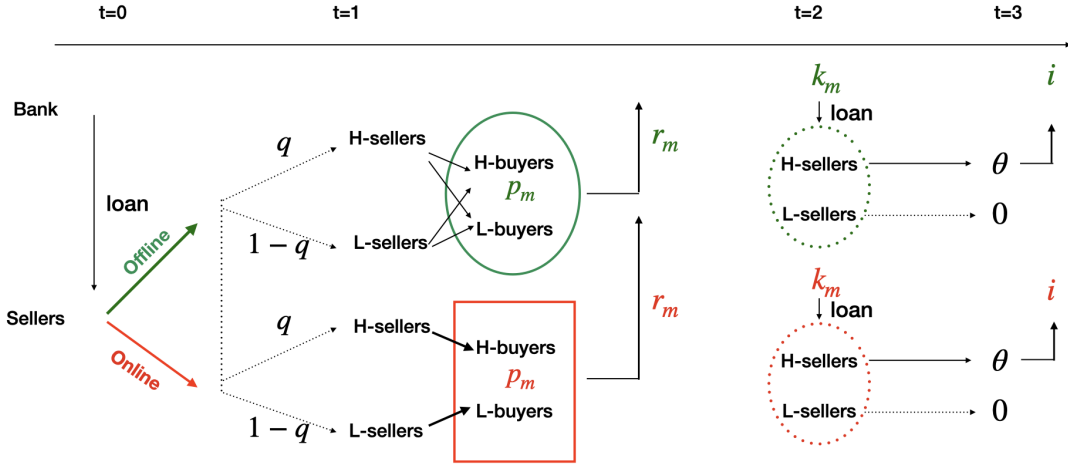 t=0 t=1 t=2 t=3
Bank
loan
Sellers
Offline
Online
q
1 − q
H-sellers
L-sellers
H-buyers
p_m
L-buyers
r_m
k_m
loan
H-sellers
L-sellers
θ
0
i
q
1 − q
H-sellers
L-sellers
H-buyers
p_m
L-buyers
r_m
k_m
loan
H-sellers
L-sellers
θ
0
i